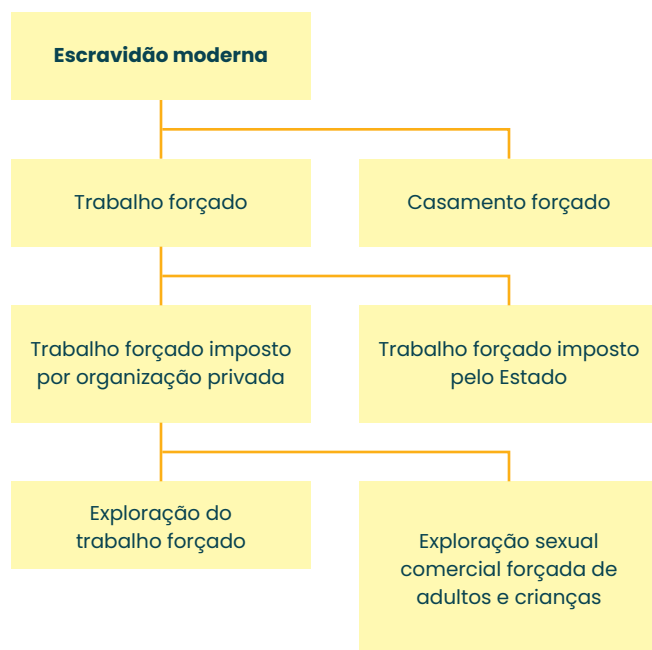 Escravidão moderna
Trabalho forçado
Casamento forçado
Trabalho forçado imposto
por organização privada
Trabalho forçado imposto
pelo Estado
Exploração do
trabalho forçado
Exploração sexual
comercial forçada de
adultos e crianças